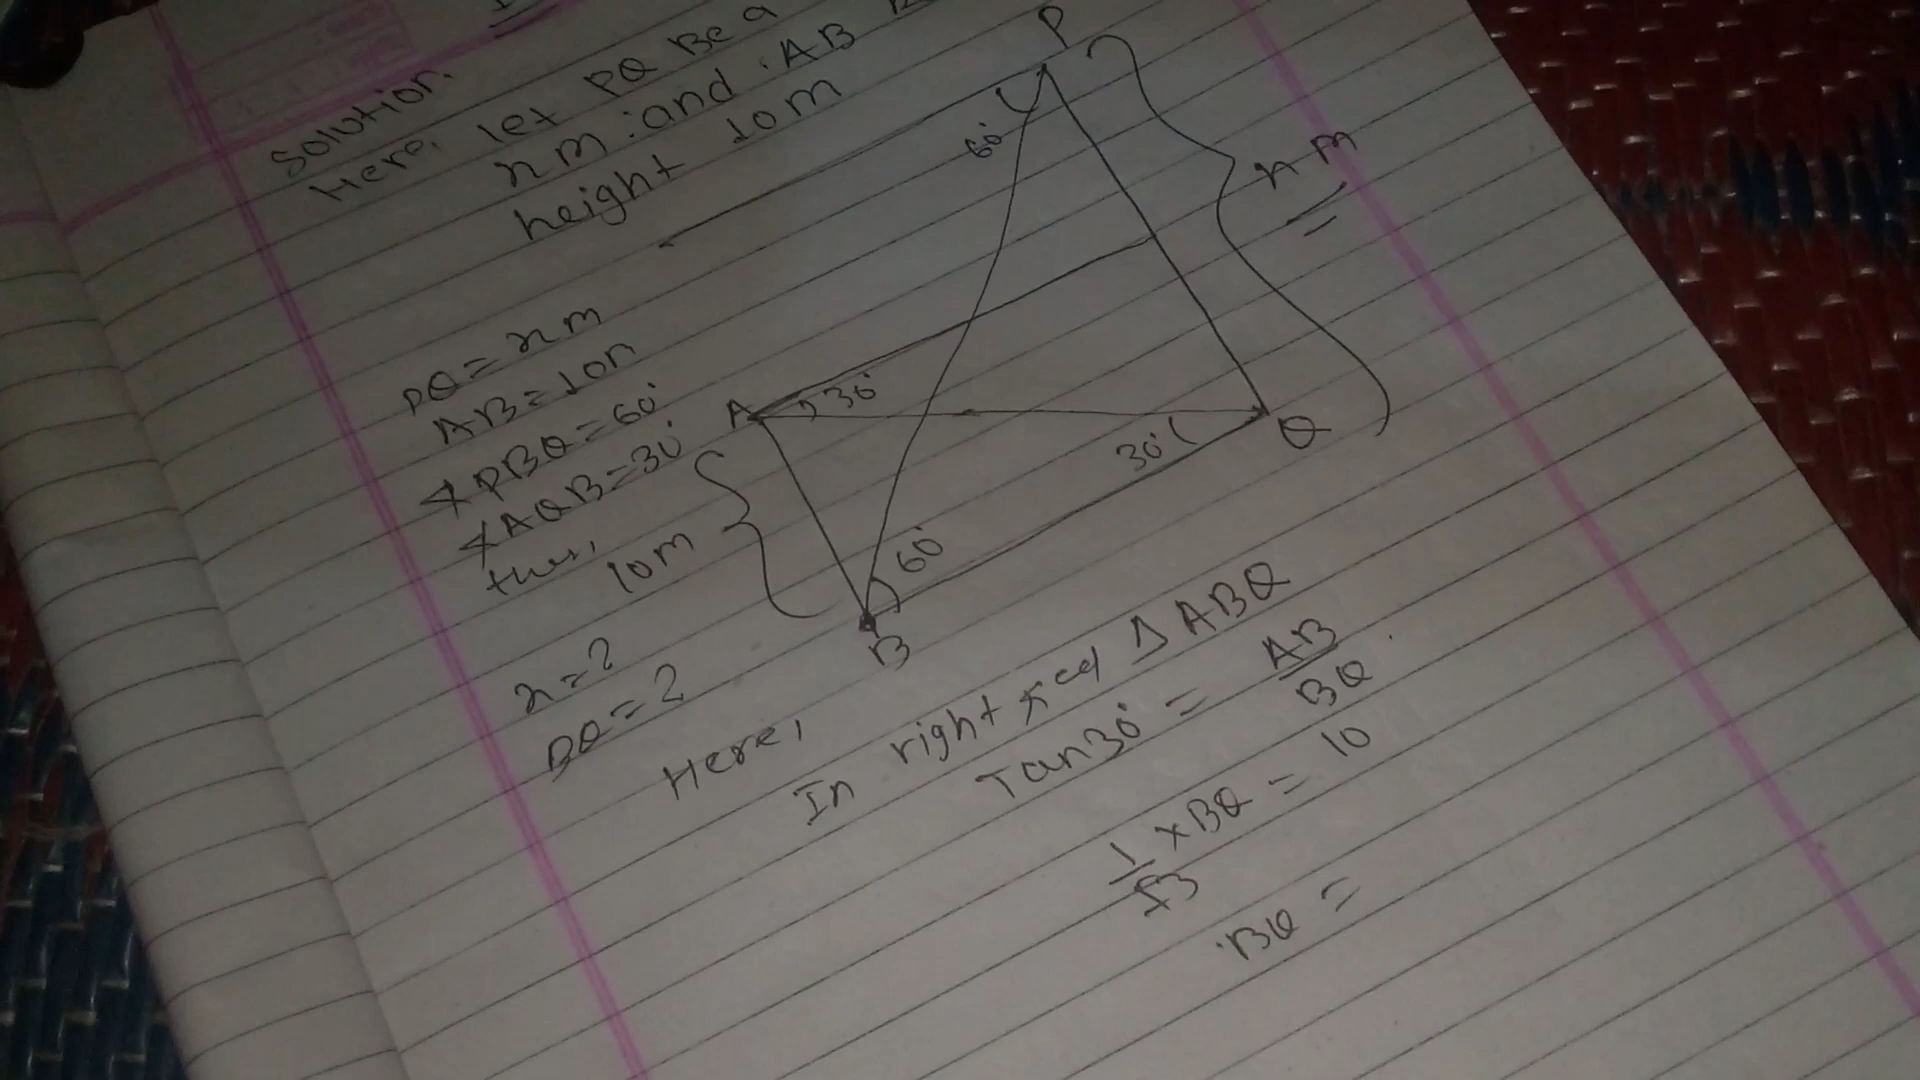 Solution.
Here, let PQ Be a
x m : and . AB
height 10 m
P
60°
x m
PQ = x m
AB = 10m
∠PBQ = 60°
∠AQB = 30°
then,
A
30°
30°
Q
10m
60°
B
x = ?
BQ = ?
Here,
In right ∠ed Δ ABQ
Tan30° = AB/BQ
1/√3 × BQ = 10
BQ =